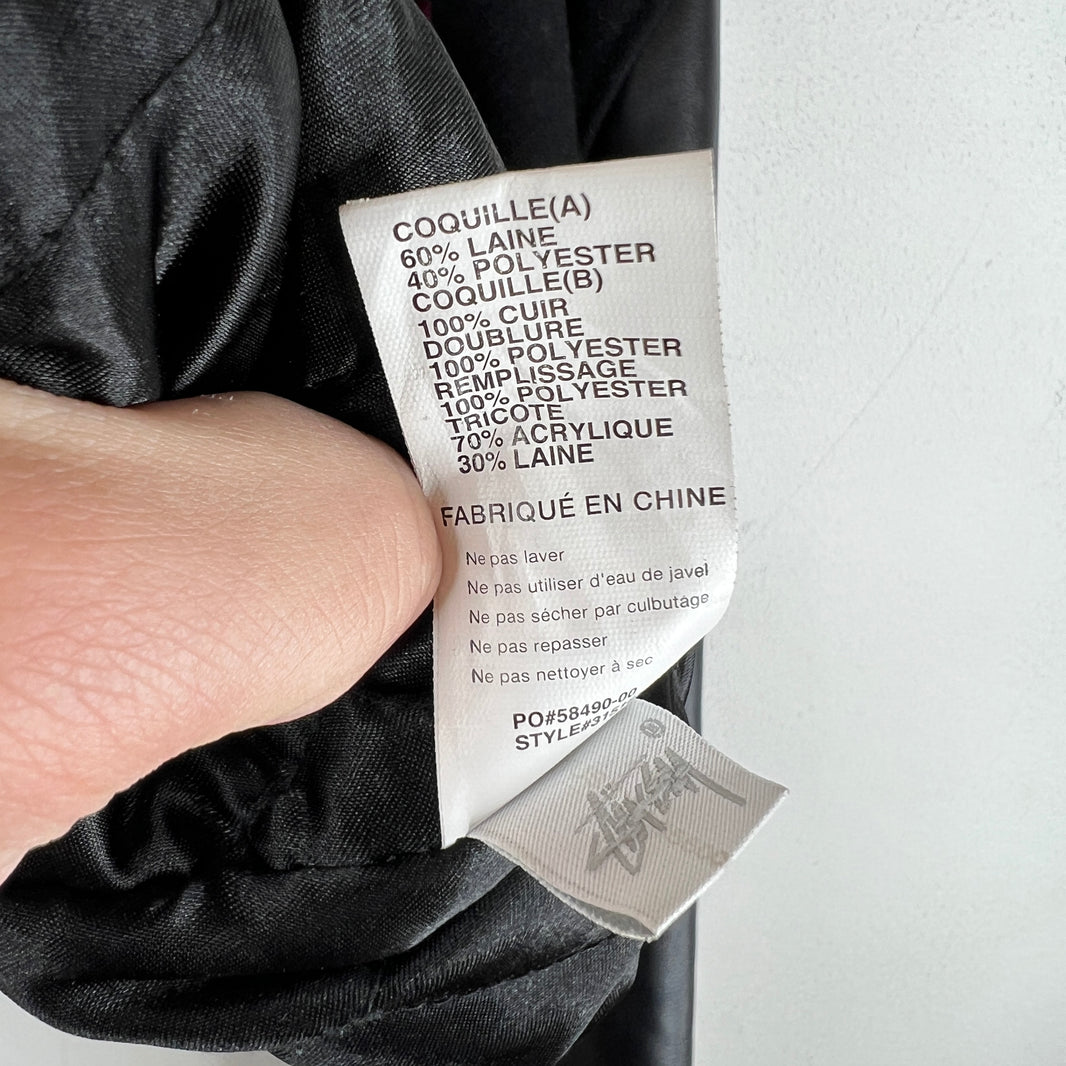 COQUILLE(A)
60% LAINE
40% POLYESTER
COQUILLE(B)
100% CUIR
DOUBLURE
100% POLYESTER
REMPLISSAGE
100% POLYESTER
TRICOTE
70% ACRYLIQUE
30% LAINE
FABRIQUÉ EN CHINE
Ne pas laver
Ne pas utiliser d'eau de javel
Ne pas sécher par culbutage
Ne pas repasser
Ne pas nettoyer à sec
PO#58490-00
Stüssy
®